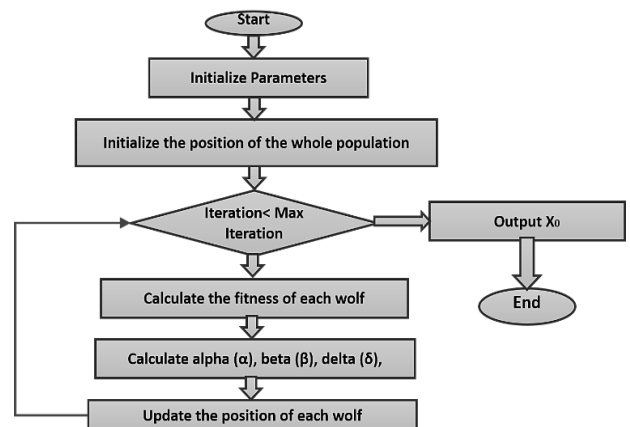 Start
Initialize Parameters
Initialize the position of the whole population
Iteration< Max
Iteration
Output X₀
End
Calculate the fitness of each wolf
Calculate alpha (α), beta (β), delta (δ),
Update the position of each wolf